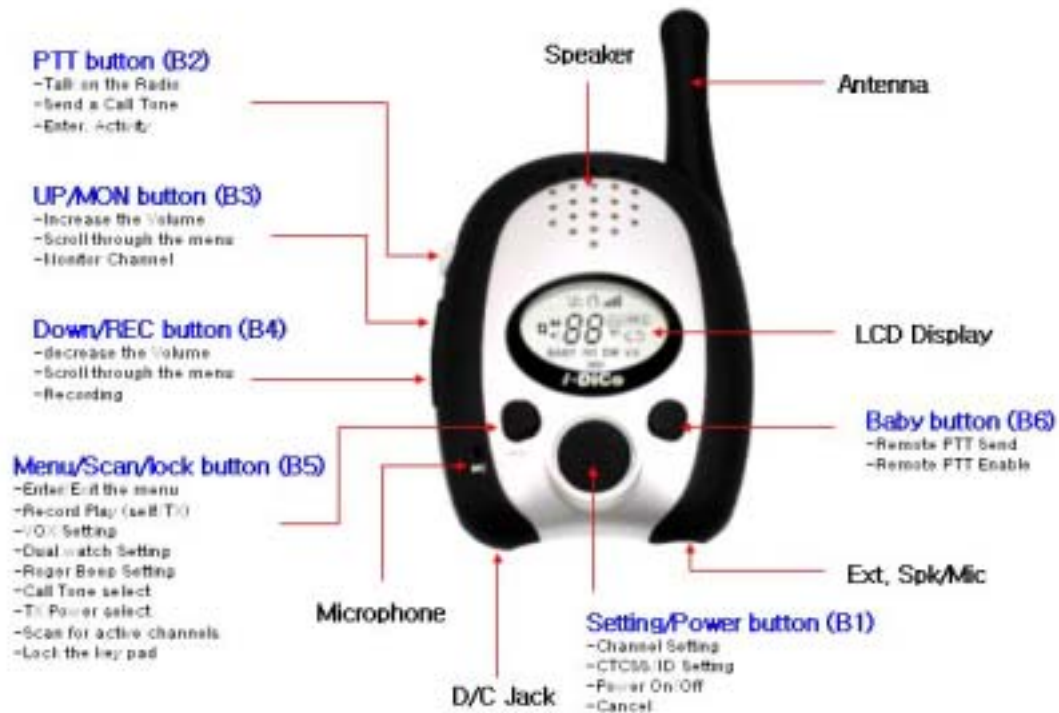 PTT button (B2)
-Talk on the Radio
-Send a Call Tone
-Enter, Activity
UP/MON button (B3)
-Increase the Volume
-Scroll through the menu
-Monitor Channel
Down/REC button (B4)
-decrease the Volume
-Scroll through the menu
-Recording
Menu/Scan/lock button (B5)
-Enter/Exit the menu
-Record Play (self/TX)
-VOX Setting
-Dual watch Setting
-Roger Beep Setting
-Call Tone select
-TX Power select
-Scan for active channels
-Lock the key pad
Microphone
D/C Jack
Speaker
Antenna
LCD Display
88
i-DiCo
Baby button (B6)
-Remote PTT Send
-Remote PTT Enable
Ext, Spk/Mic
Setting/Power button (B1)
-Channel Setting
-CTCSS/ID Setting
-Power On/Off
-Cancel